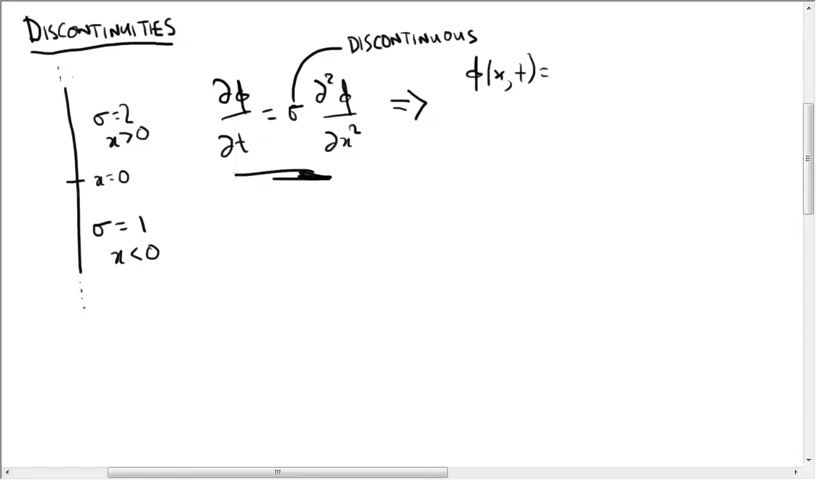 DISCONTINUITIES
DISCONTINUOUS
∂ϕ/∂t = σ ∂²ϕ/∂x² => ϕ(x,t)=
σ=2
x>0
x=0
σ=1
x<0